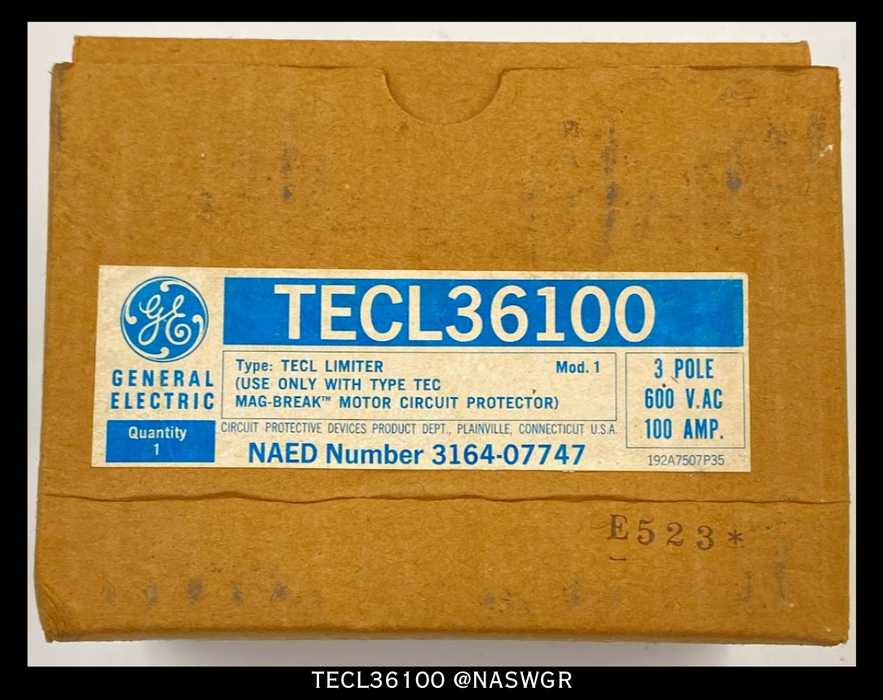 TECL36100
GE
GENERAL
ELECTRIC
Type: TECL LIMITER Mod. 1
(USE ONLY WITH TYPE TEC
MAG-BREAK™ MOTOR CIRCUIT PROTECTOR)
3 POLE
600 V.AC
100 AMP.
Quantity
1
CIRCUIT PROTECTIVE DEVICES PRODUCT DEPT., PLAINVILLE, CONNECTICUT U.S.A.
NAED Number 3164-07747
192A7507P35
E523*
TECL36100 @NASWGR